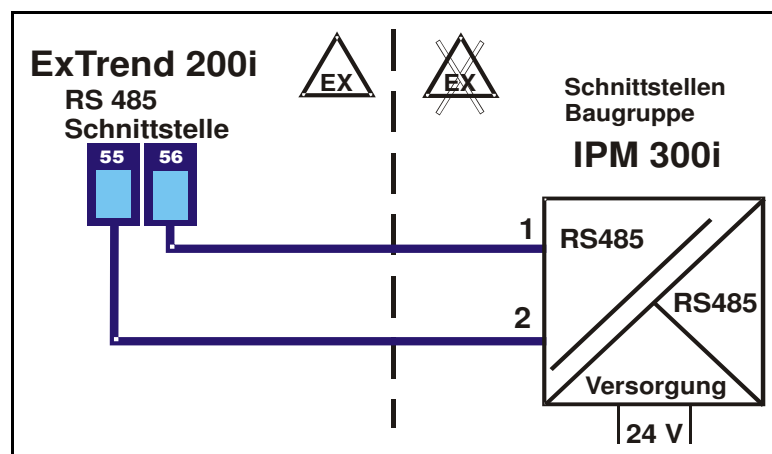 ExTrend 200i
RS 485
Schnittstelle
55
56
EX
EX
Schnittstellen
Baugruppe
IPM 300i
1
2
RS485
RS485
Versorgung
24 V